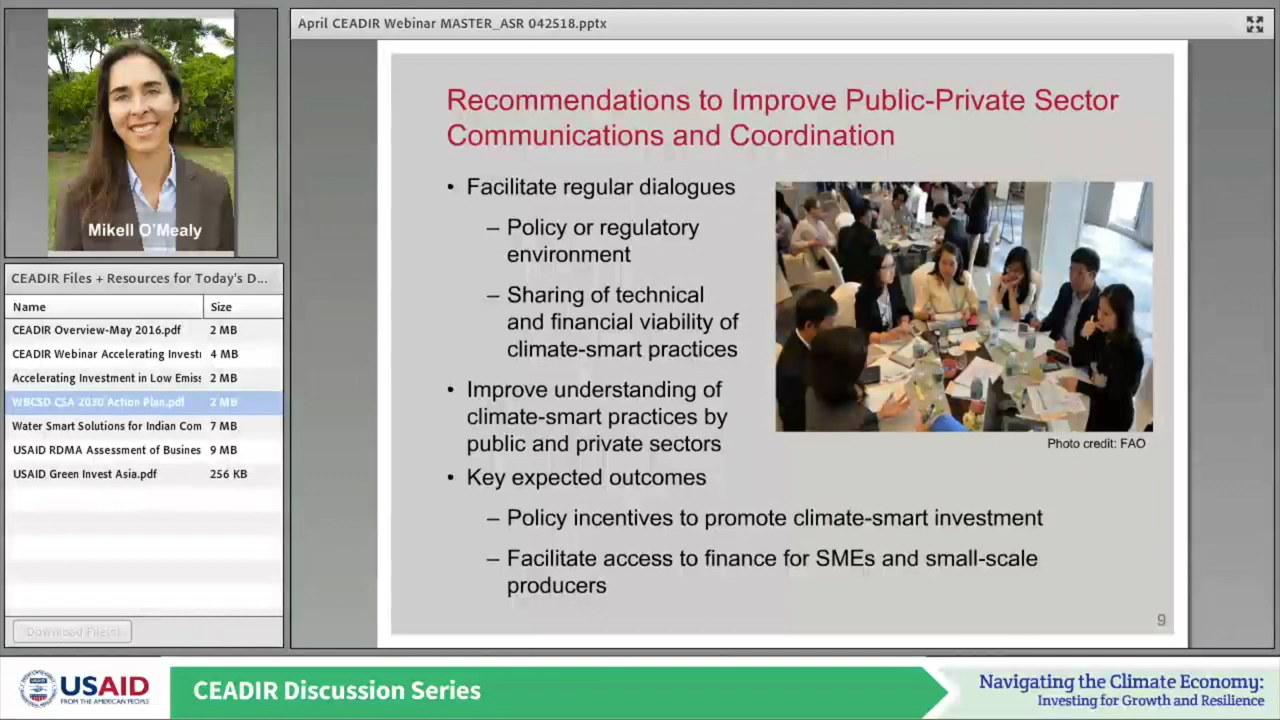 April CEADIR Webinar MASTER_ASR 042518.pptx
Mikell O'Mealy
CEADIR Files + Resources for Today's D...
Name Size
CEADIR Overview-May 2016.pdf 2 MB
CEADIR Webinar Accelerating Investi 4 MB
Accelerating Investment in Low Emiss 2 MB
WBCSD CSA 2030 Action Plan.pdf 2 MB
Water Smart Solutions for Indian Com 7 MB
USAID RDMA Assessment of Busines 9 MB
USAID Green Invest Asia.pdf 256 KB
Download File(s)
Recommendations to Improve Public-Private Sector
Communications and Coordination
• Facilitate regular dialogues
– Policy or regulatory
environment
– Sharing of technical
and financial viability of
climate-smart practices
• Improve understanding of
climate-smart practices by
public and private sectors
Photo credit: FAO
• Key expected outcomes
– Policy incentives to promote climate-smart investment
– Facilitate access to finance for SMEs and small-scale
producers
9
USAID
FROM THE AMERICAN PEOPLE
CEADIR Discussion Series
Navigating the Climate Economy:
Investing for Growth and Resilience